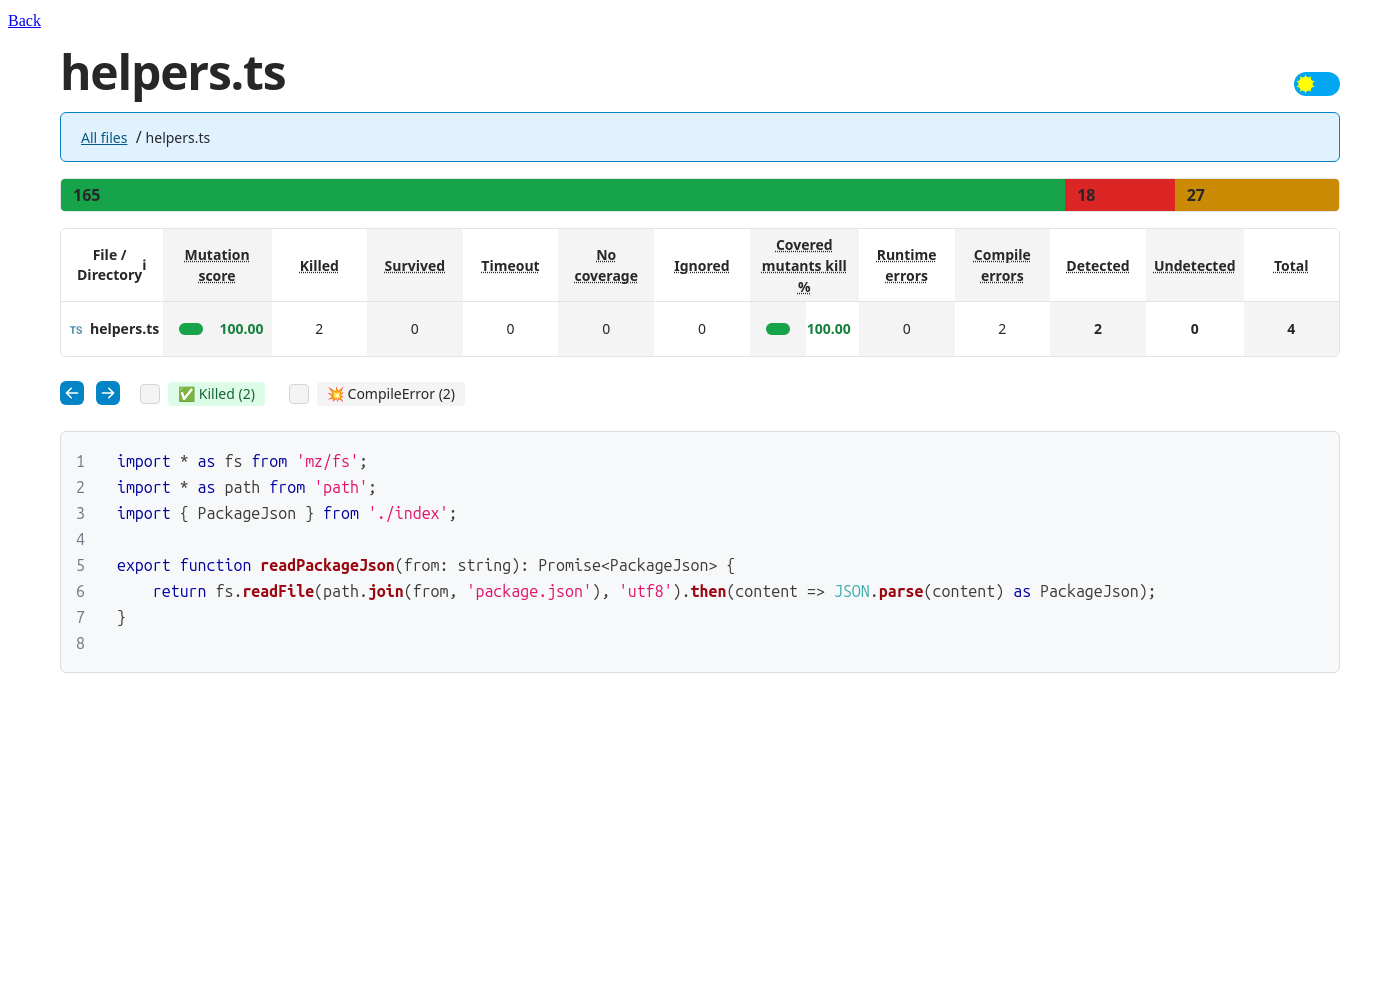 Back
helpers.ts
All files / helpers.ts
165 18 27
File / Directory i Mutation score Killed Survived Timeout No coverage Ignored Covered mutants kill % Runtime errors Compile errors Detected Undetected Total
TS helpers.ts 100.00 2 0 0 0 0 100.00 0 2 2 0 4
✅ Killed (2) 💥 CompileError (2)
1 import * as fs from 'mz/fs';
2 import * as path from 'path';
3 import { PackageJson } from './index';
4
5 export function readPackageJson(from: string): Promise<PackageJson> {
6     return fs.readFile(path.join(from, 'package.json'), 'utf8').then(content => JSON.parse(content) as PackageJson);
7 }
8